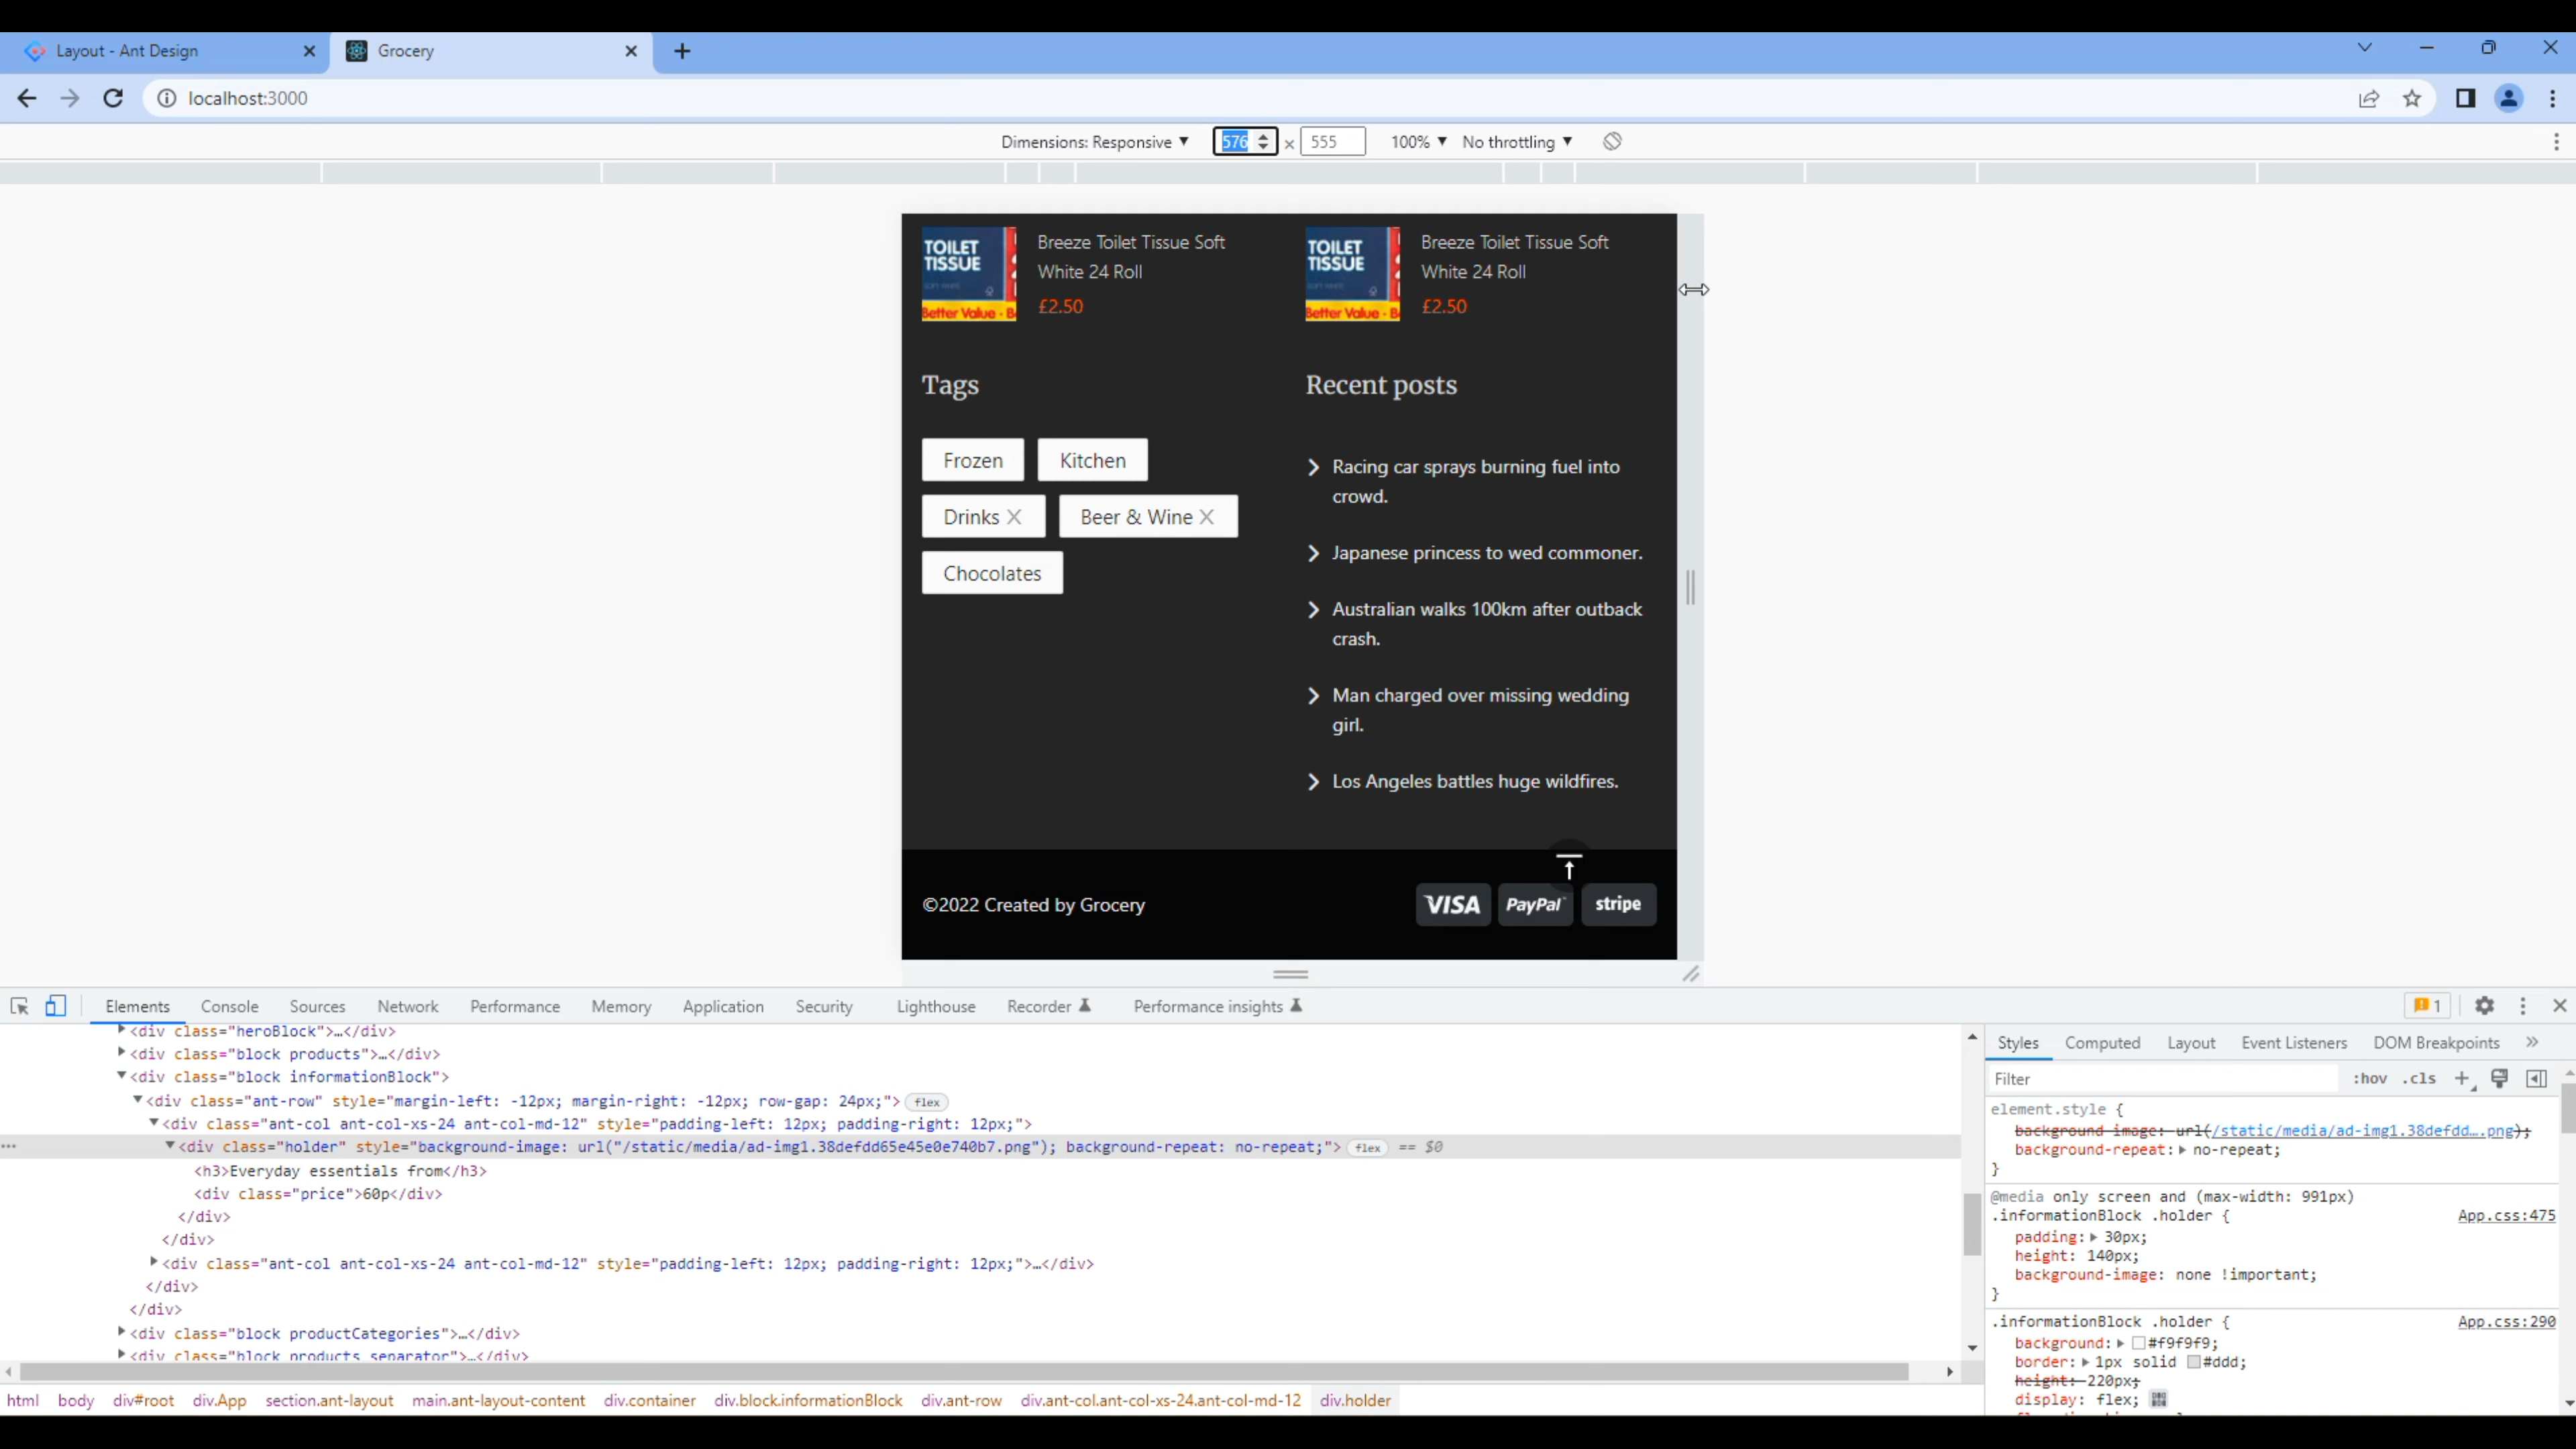 Layout - Ant Design
Grocery
localhost:3000
Dimensions: Responsive
576 × 555
100%
No throttling
TOILET TISSUE
Better Value - B
Breeze Toilet Tissue Soft
White 24 Roll
£2.50
TOILET TISSUE
Better Value - B
Breeze Toilet Tissue Soft
White 24 Roll
£2.50
Tags
Frozen
Kitchen
Drinks
Beer & Wine
Chocolates
Recent posts
Racing car sprays burning fuel into
crowd.
Japanese princess to wed commoner.
Australian walks 100km after outback
crash.
Man charged over missing wedding
girl.
Los Angeles battles huge wildfires.
©2022 Created by Grocery
VISA PayPal stripe
Elements Console Sources Network Performance Memory Application Security Lighthouse Recorder Performance insights 1
<div class="heroBlock">…</div>
<div class="block products">…</div>
<div class="block informationBlock">
<div class="ant-row" style="margin-left: -12px; margin-right: -12px; row-gap: 24px;"> flex
<div class="ant-col ant-col-xs-24 ant-col-md-12" style="padding-left: 12px; padding-right: 12px;">
<div class="holder" style="background-image: url("/static/media/ad-img1.38defdd65e45e0e740b7.png"); background-repeat: no-repeat;"> flex == $0
<h3>Everyday essentials from</h3>
<div class="price">60p</div>
</div>
</div>
<div class="ant-col ant-col-xs-24 ant-col-md-12" style="padding-left: 12px; padding-right: 12px;">…</div>
</div>
</div>
<div class="block productCategories">…</div>
<div class="block products separator">…</div>
html body div#root div.App section.ant-layout main.ant-layout-content div.container div.block.informationBlock div.ant-row div.ant-col.ant-col-xs-24.ant-col-md-12 div.holder
Styles Computed Layout Event Listeners DOM Breakpoints
Filter :hov .cls
element.style {
background-image: url(/static/media/ad-img1.38defdd….png);
background-repeat: no-repeat;
}
@media only screen and (max-width: 991px)
.informationBlock .holder { App.css:475
padding: 30px;
height: 140px;
background-image: none !important;
}
.informationBlock .holder { App.css:290
background: #f9f9f9;
border: 1px solid #ddd;
height: 220px;
display: flex;